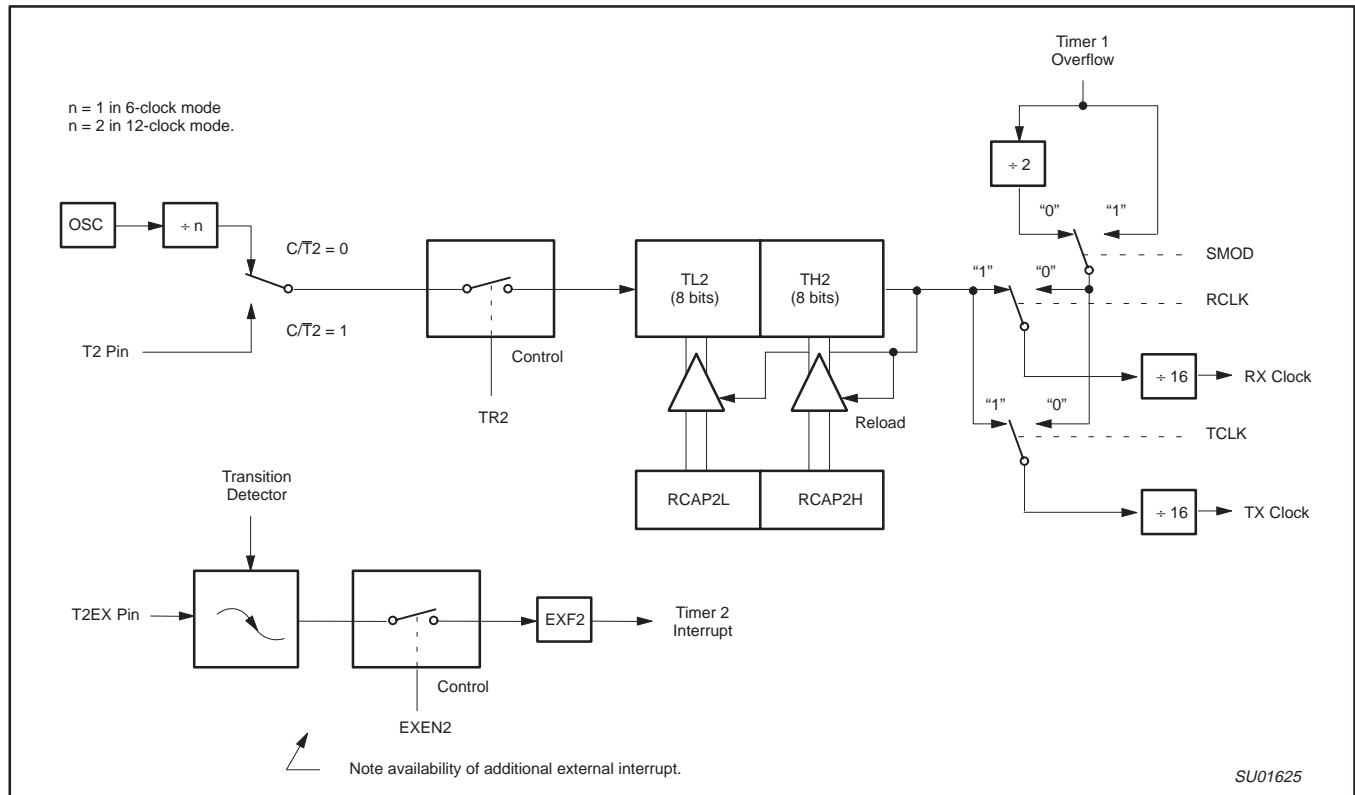 Timer 1
Overflow
n = 1 in 6-clock mode
n = 2 in 12-clock mode.
÷ 2
“0”
“1”
OSC
÷ n
C/T̅2 = 0
TL2
(8 bits)
TH2
(8 bits)
SMOD
“1”
“0”
RCLK
C/T̅2 = 1
T2 Pin
Control
÷ 16
RX Clock
TR2
Reload
“1”
“0”
TCLK
Transition
Detector
RCAP2L
RCAP2H
÷ 16
TX Clock
T2EX Pin
EXF2
Timer 2
Interrupt
Control
EXEN2
Note availability of additional external interrupt.
SU01625